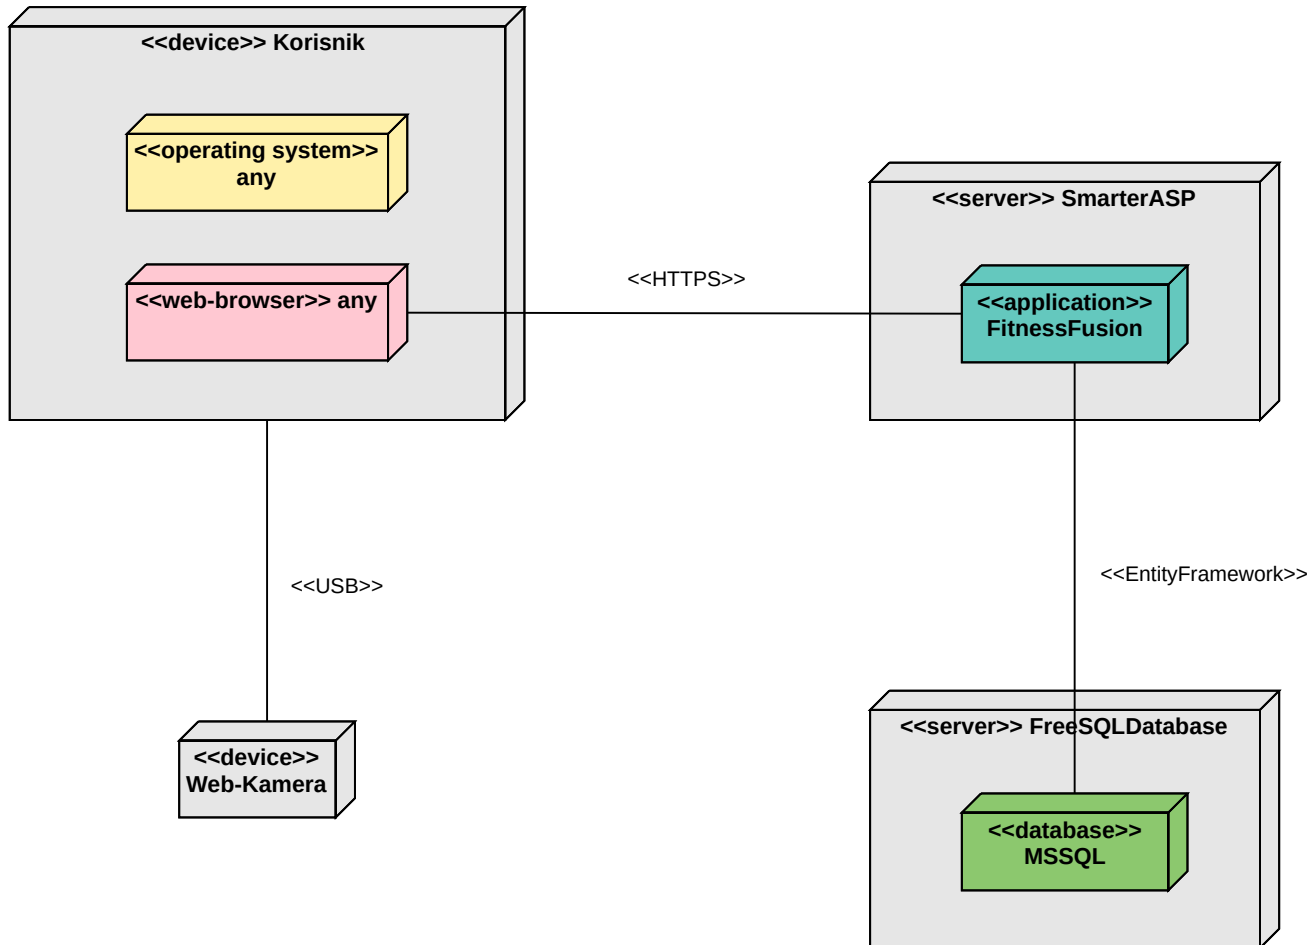 <<device>> Korisnik
<<operating system>>
any
<<web-browser>> any
<<HTTPS>>
<<server>> SmarterASP
<<application>>
FitnessFusion
<<USB>>
<<EntityFramework>>
<<device>>
Web-Kamera
<<server>> FreeSQLDatabase
<<database>>
MSSQL